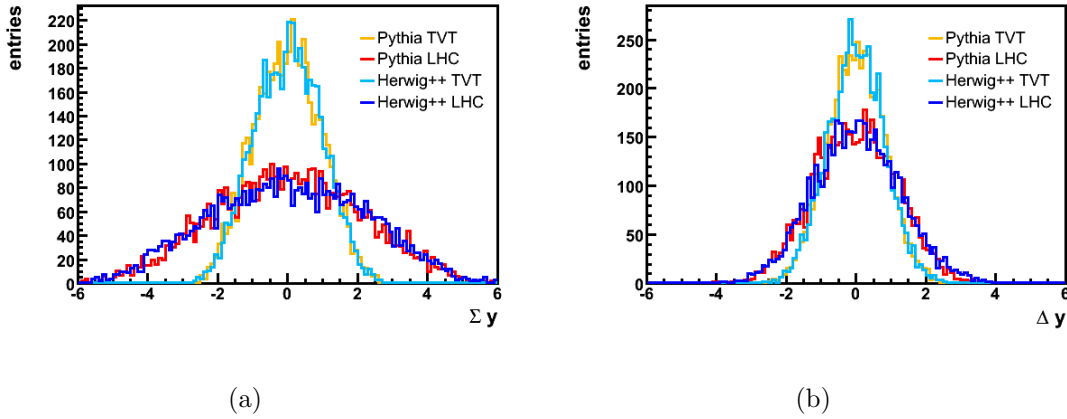 entries
220
200
180
160
140
120
100
80
60
40
20
0
-6 -4 -2 0 2 4 6
Σ y
Pythia TVT
Pythia LHC
Herwig++ TVT
Herwig++ LHC
(a)
entries
250
200
150
100
50
0
-6 -4 -2 0 2 4 6
Δ y
Pythia TVT
Pythia LHC
Herwig++ TVT
Herwig++ LHC
(b)